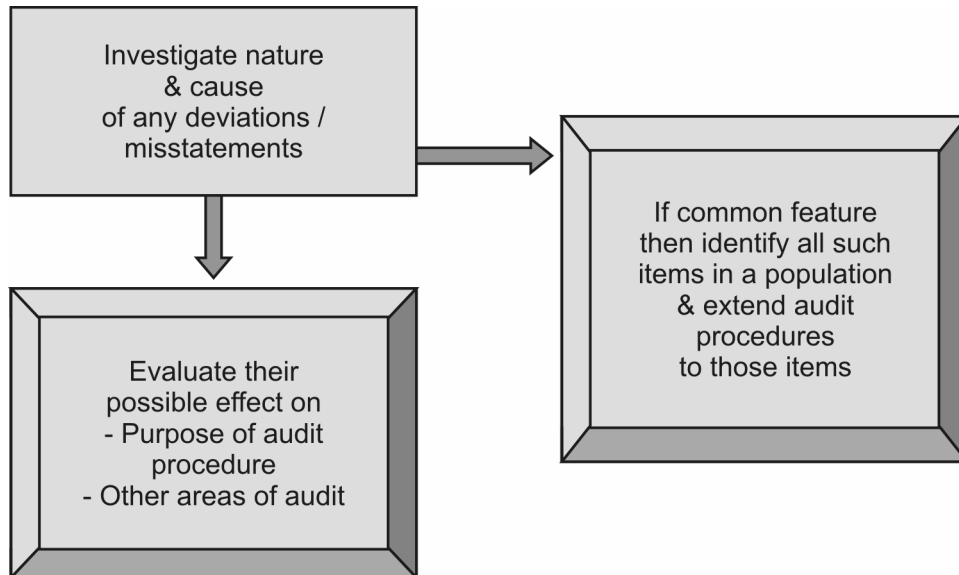 Investigate nature
& cause
of any deviations /
misstatements
If common feature
then identify all such
items in a population
& extend audit
procedures
to those items
Evaluate their
possible effect on
- Purpose of audit
procedure
- Other areas of audit